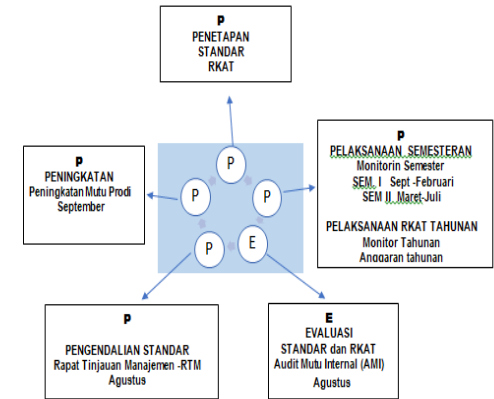 P
PENETAPAN
STANDAR
RKAT
P
PENINGKATAN
Peningkatan Mutu Prodi
September
P
P
P
P
E
P
PELAKSANAAN SEMESTERAN
Monitorin Semester
SEM. I Sept -Februari
SEM II Maret-Juli
PELAKSANAAN RKAT TAHUNAN
Monitor Tahunan
Anggaran tahunan
P
PENGENDALIAN STANDAR
Rapat Tinjauan Manajemen -RTM
Agustus
E
EVALUASI
STANDAR dan RKAT
Audit Mutu Internal (AMI)
Agustus